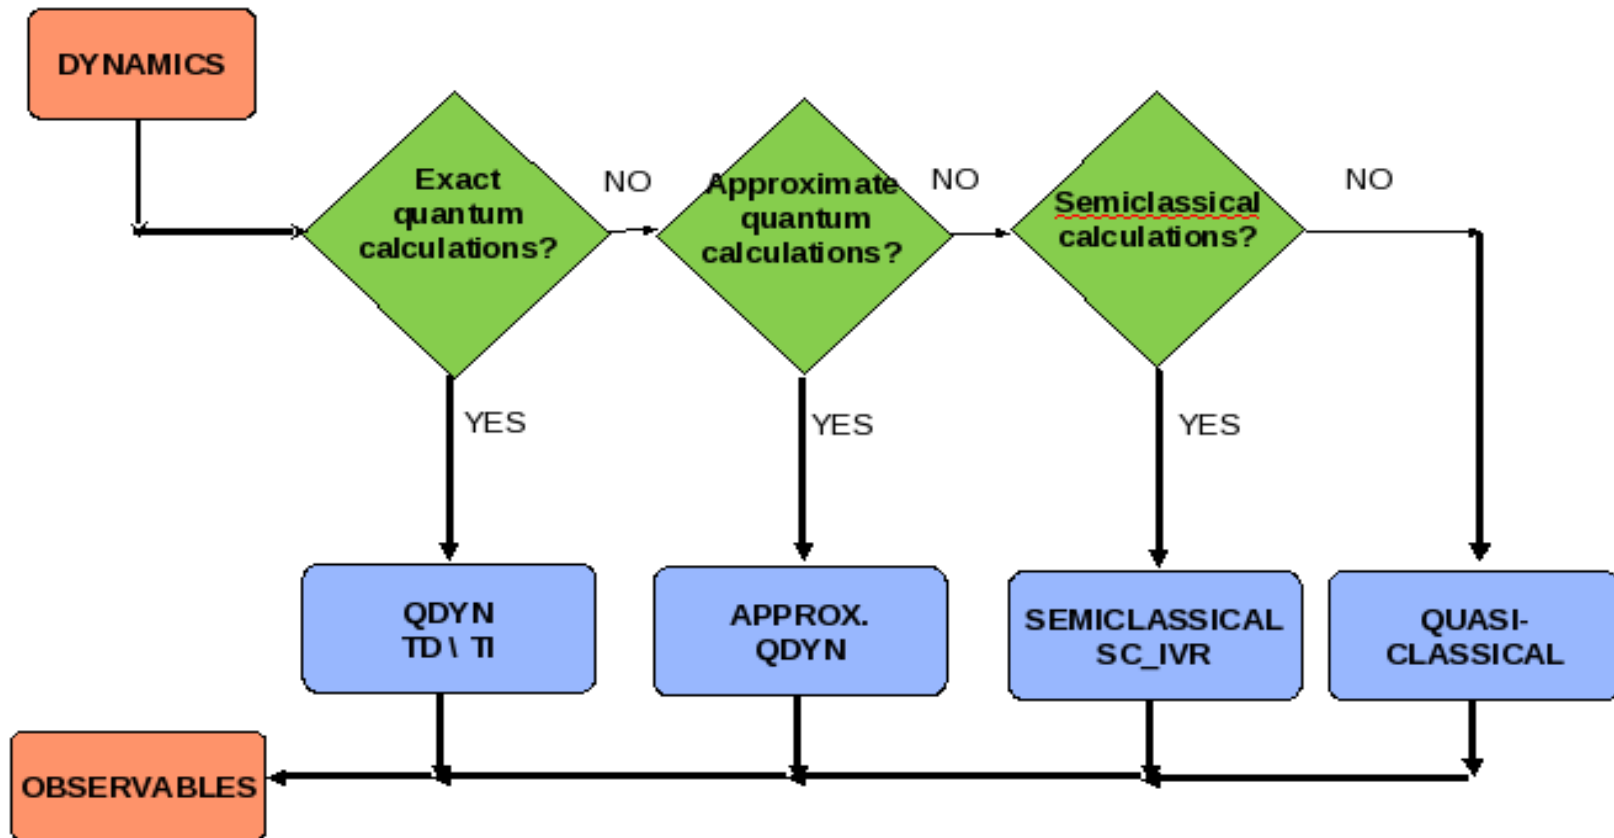 DYNAMICS
Exact
quantum
calculations?
NO
Approximate
quantum
calculations?
NO
Semiclassical
calculations?
NO
YES
YES
YES
QDYN
TD \ TI
APPROX.
QDYN
SEMICLASSICAL
SC_IVR
QUASI-
CLASSICAL
OBSERVABLES